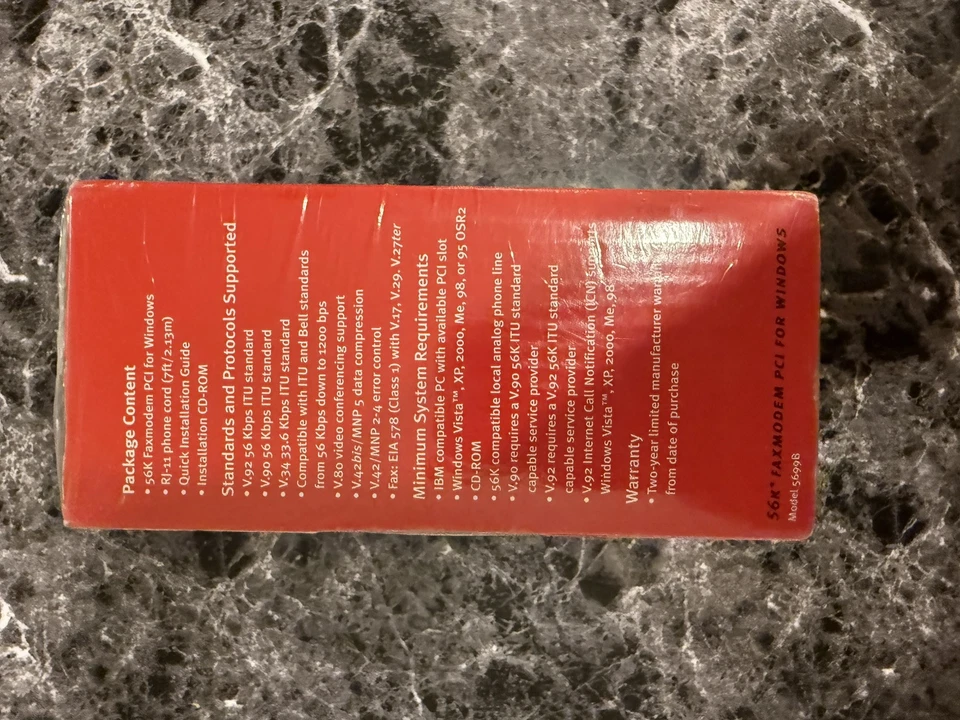 Package Content
• 56K Faxmodem PCI for Windows
• RJ-11 phone cord (7ft/2.13m)
• Quick Installation Guide
• Installation CD-ROM
Standards and Protocols Supported
• V.92 56 Kbps ITU standard
• V.90 56 Kbps ITU standard
• V.34 33.6 Kbps ITU standard
• Compatible with ITU and Bell standards
from 56 Kbps down to 1200 bps
• V.80 video conferencing support
• V.42bis/MNP 5 data compression
• V.42/MNP 2-4 error control
• Fax: EIA 578 (Class 1) with V.17, V.29, V.27ter
Minimum System Requirements
• IBM compatible PC with available PCI slot
• Windows Vista™, XP, 2000, Me, 98, or 95 OSR2
• CD-ROM
• 56K compatible local analog phone line
• V.90 requires a V.90 56K ITU standard
capable service provider
• V.92 requires a V.92 56K ITU standard
capable service provider
• V.92 Internet Call Notification (ICN) supports
Windows Vista™, XP, 2000, Me, 98
Warranty
• Two-year limited manufacturer warranty
from date of purchase
56K* FAXMODEM PCI FOR WINDOWS
Model 5699B